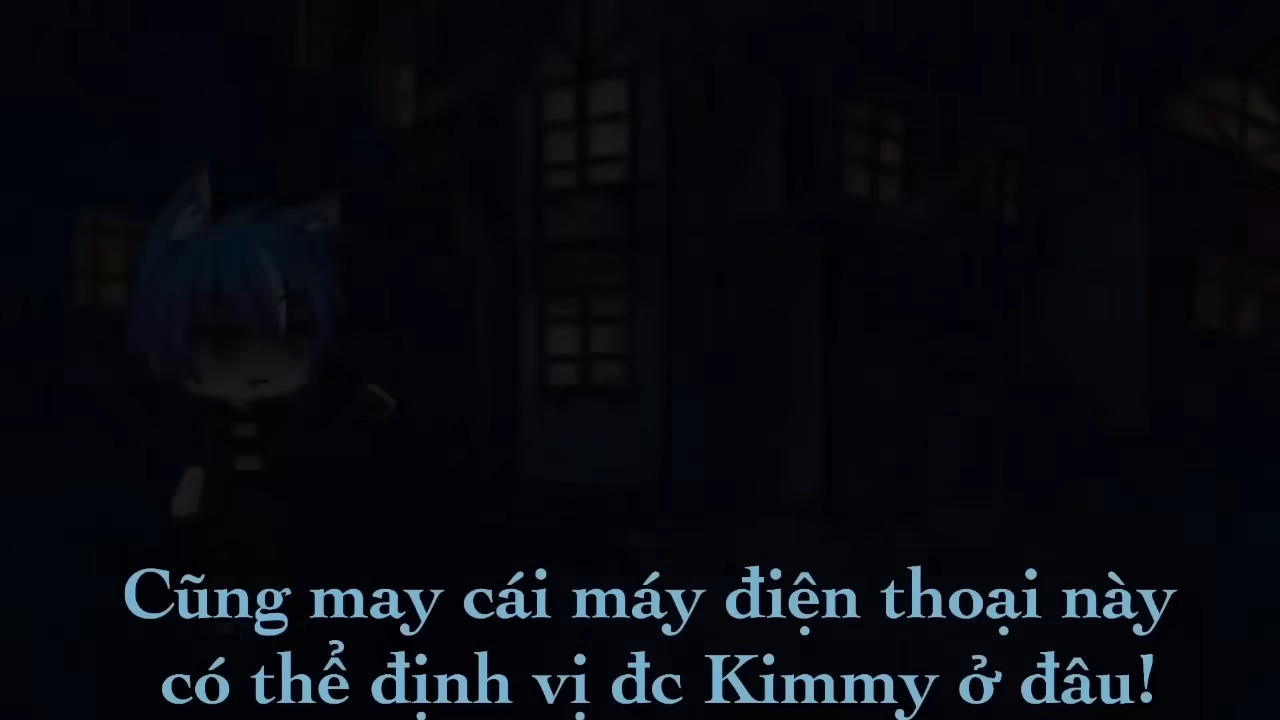 Cũng may cái máy điện thoại này
có thể định vị đc Kimmy ở đâu!